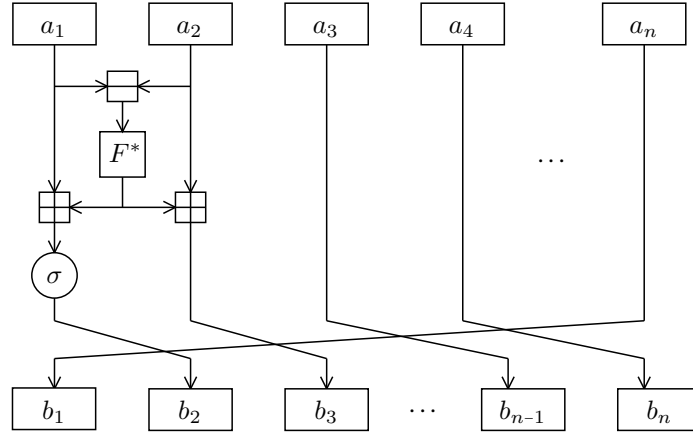 a₁ a₂ a₃ a₄ aₙ
F*
⋯
σ
b₁ b₂ b₃ ⋯ bₙ₋₁ bₙ